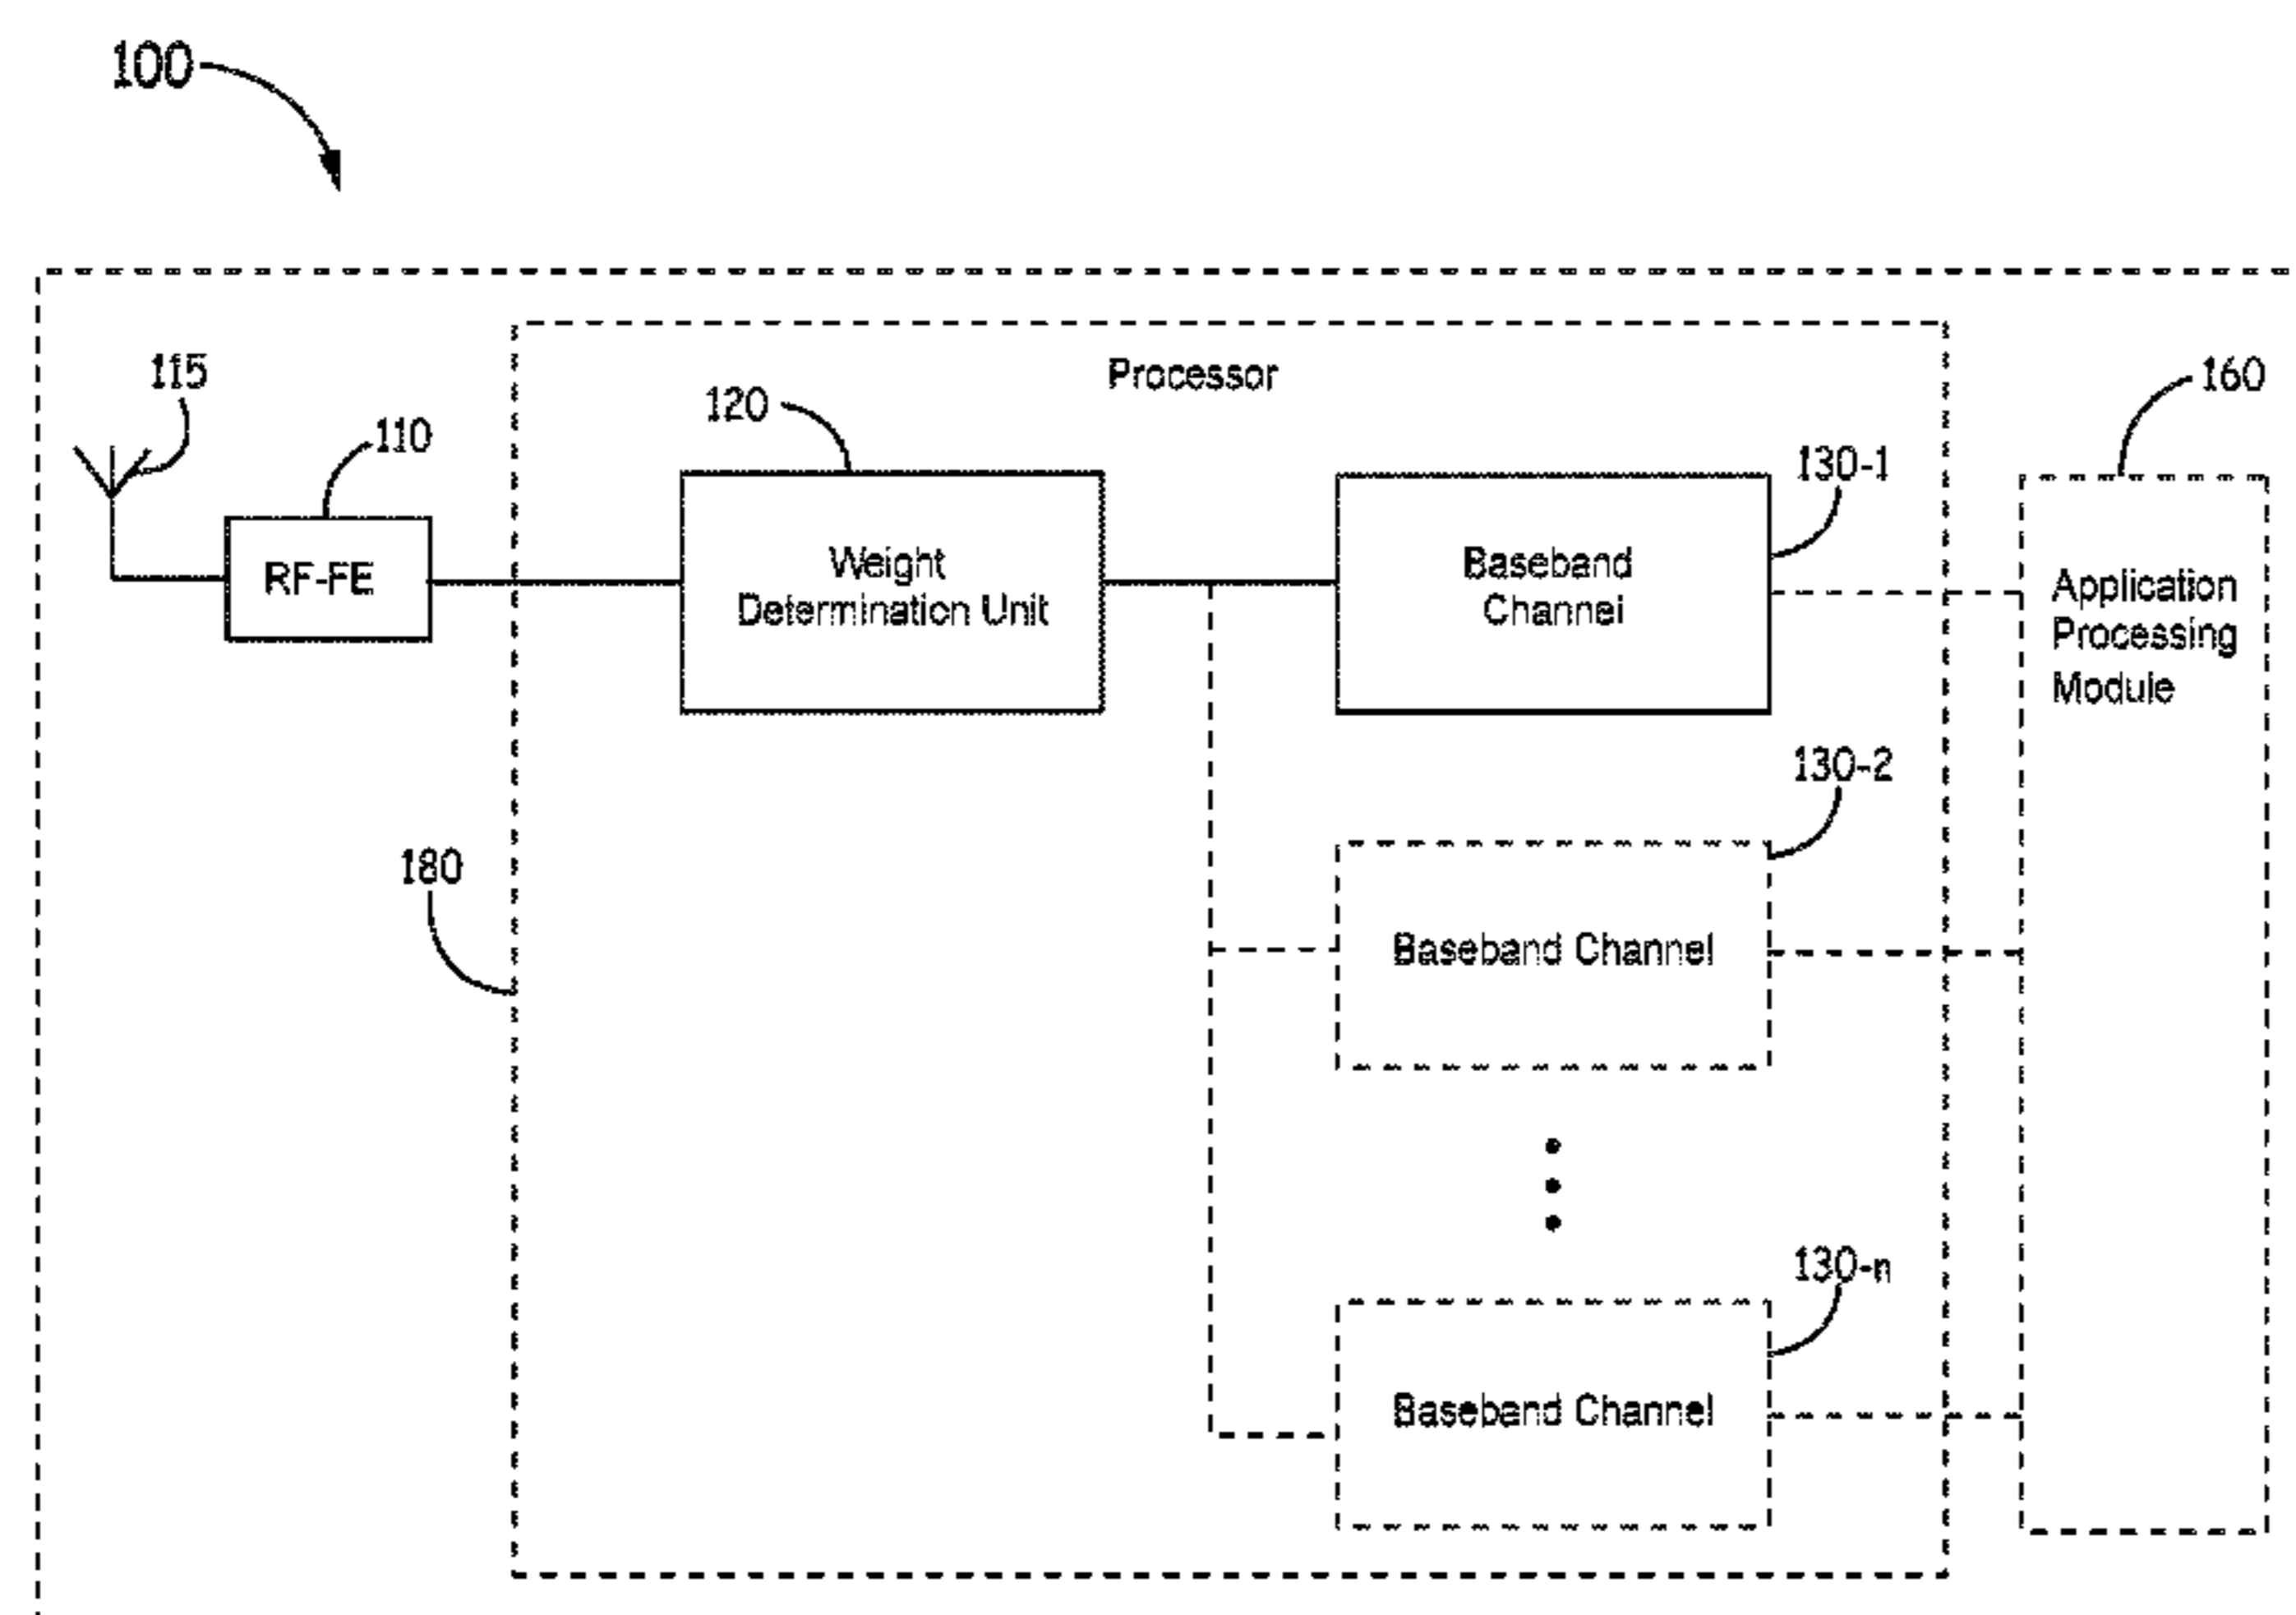 100
Processor
115
160
120
110
130-1
Weight
Determination Unit
Baseband
Channel
RF-FE
Application
Processing
Module
130-2
180
Baseband Channel
130-n
Baseband Channel